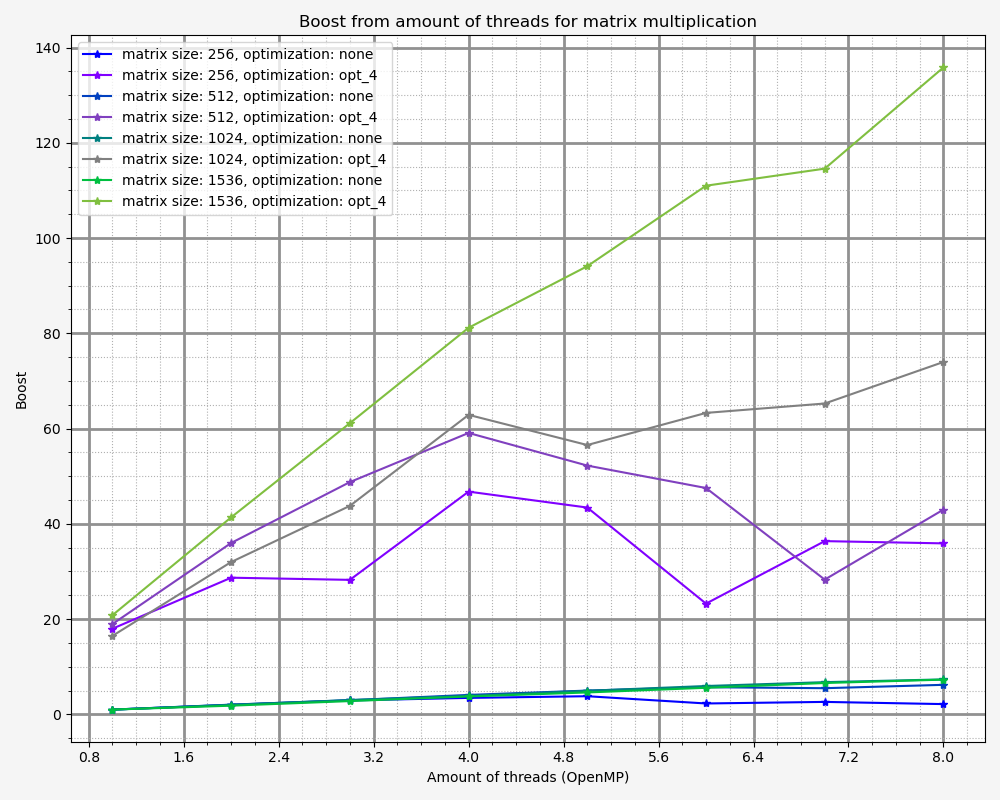 Boost from amount of threads for matrix multiplication
140
120
100
80
60
40
20
0
Boost
matrix size: 256, optimization: none
matrix size: 256, optimization: opt_4
matrix size: 512, optimization: none
matrix size: 512, optimization: opt_4
matrix size: 1024, optimization: none
matrix size: 1024, optimization: opt_4
matrix size: 1536, optimization: none
matrix size: 1536, optimization: opt_4
0.8 1.6 2.4 3.2 4.0 4.8 5.6 6.4 7.2 8.0
Amount of threads (OpenMP)